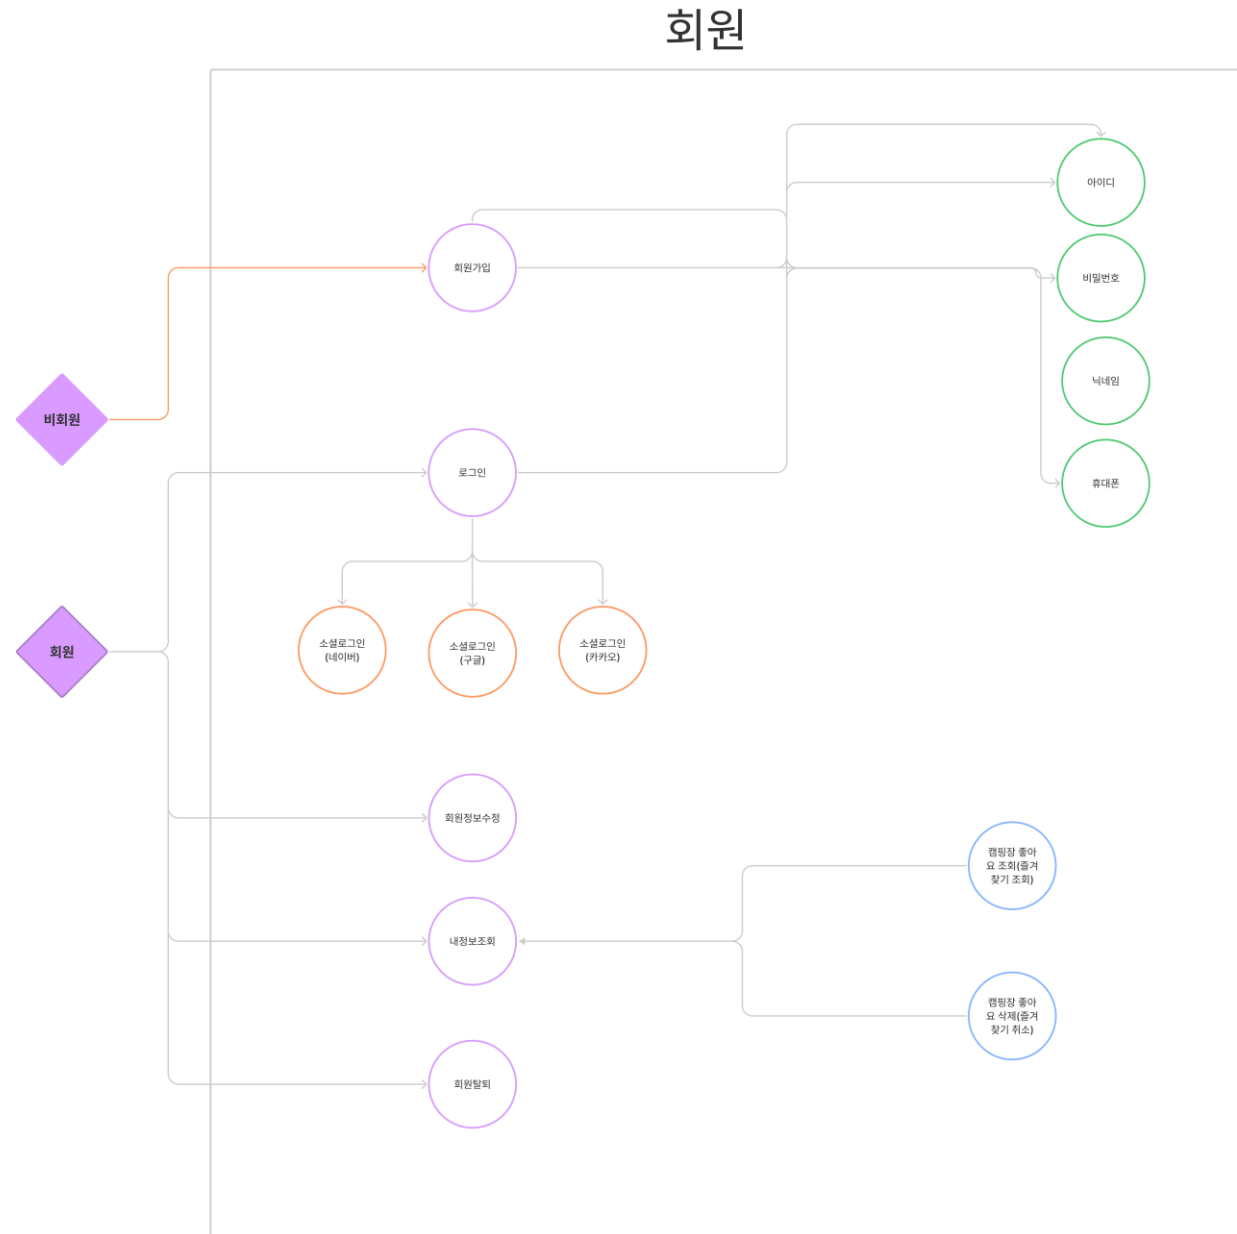 회원
아이디
회원가입
비밀번호
닉네임
비회원
로그인
휴대폰
소셜로그인
(네이버)
소셜로그인
(구글)
소셜로그인
(카카오)
회원
회원정보수정
캠핑장 좋아
요 조회(즐겨
찾기 조회)
내정보조회
캠핑장 좋아
요 삭제(즐겨
찾기 취소)
회원탈퇴